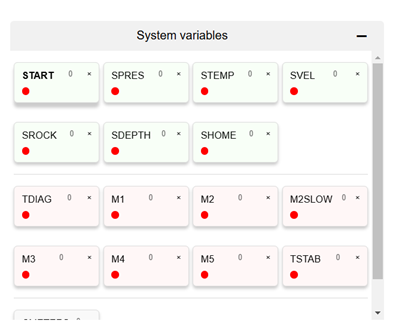 System variables
START 0 × SPRES 0 × STEMP 0 × SVEL 0 ×
SROCK 0 × SDEPTH 0 × SHOME 0 ×
TDIAG 0 × M1 0 × M2 0 × M2SLOW 0 ×
M3 0 × M4 0 × M5 0 × TSTAB 0 ×